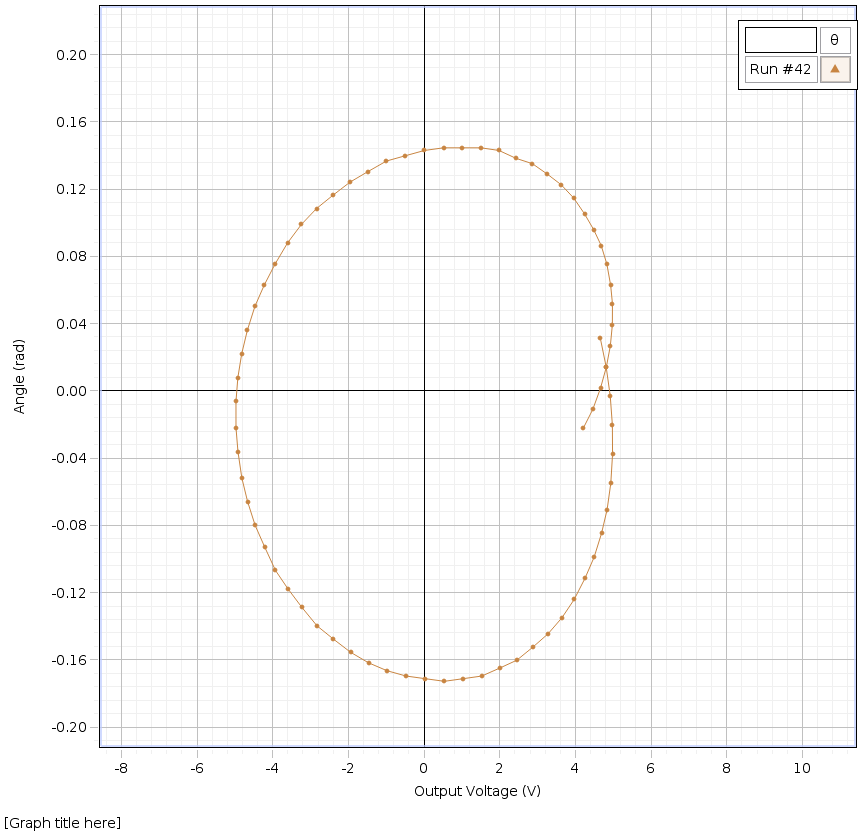 θ
Run #42
0.20
0.16
0.12
0.08
0.04
0.00
-0.04
-0.08
-0.12
-0.16
-0.20
Angle (rad)
-8 -6 -4 -2 0 2 4 6 8 10
Output Voltage (V)
[Graph title here]